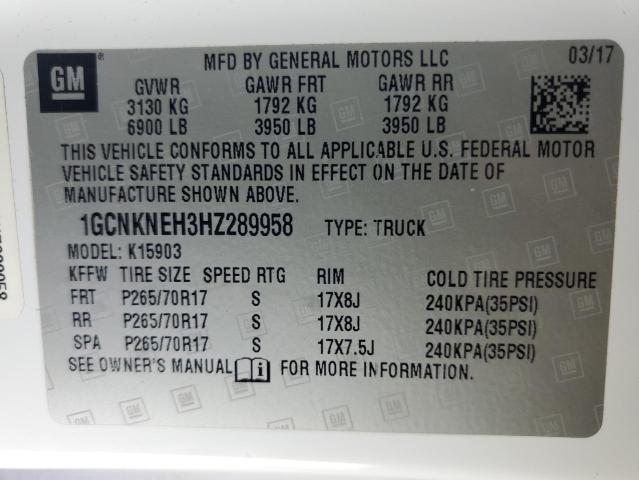 GM
MFD BY GENERAL MOTORS LLC 03/17
GVWR GAWR FRT GAWR RR
3130 KG 1792 KG 1792 KG
6900 LB 3950 LB 3950 LB
THIS VEHICLE CONFORMS TO ALL APPLICABLE U.S. FEDERAL MOTOR
VEHICLE SAFETY STANDARDS IN EFFECT ON THE DATE OF
MANUFACTURE SHOWN ABOVE.
1GCNKNEH3HZ289958 TYPE: TRUCK
MODEL: K15903
KFFW TIRE SIZE SPEED RTG RIM COLD TIRE PRESSURE
FRT P265/70R17 S 17X8J 240KPA(35PSI)
RR P265/70R17 S 17X8J 240KPA(35PSI)
SPA P265/70R17 S 17X7.5J 240KPA(35PSI)
SEE OWNER'S MANUAL FOR MORE INFORMATION